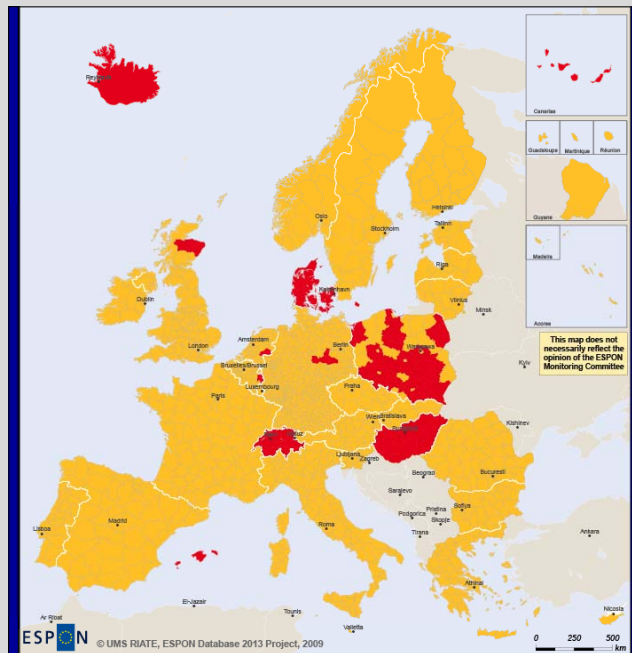 Reykjavik
Canarias
Guadeloupe
Martinique
Réunion
Guyane
Madeira
Acores
This map does not
necessarily reflect the
opinion of the ESPON
Monitoring Committee
Helsinki
Oslo
Tallinn
Stockholm
Riga
København
Vilnius
Dublin
Minsk
Amsterdam
Berlin
London
Warszawa
Bruxelles/Brussel
Kyiv
Luxembourg
Praha
Paris
Wien
Bratislava
Kishinev
Budapest
Ljubljana
Zagreb
Bucuresti
Beograd
Sarajevo
Pristina
Sofiya
Podgorica
Skopje
Madrid
Roma
Tirana
Ankara
Lisboa
Athinai
El-Jazair
Tounis
Nicosia
Ar Ribat
Valletta
ESPON
© UMS RIATE, ESPON Database 2013 Project, 2009
0 250 500
km